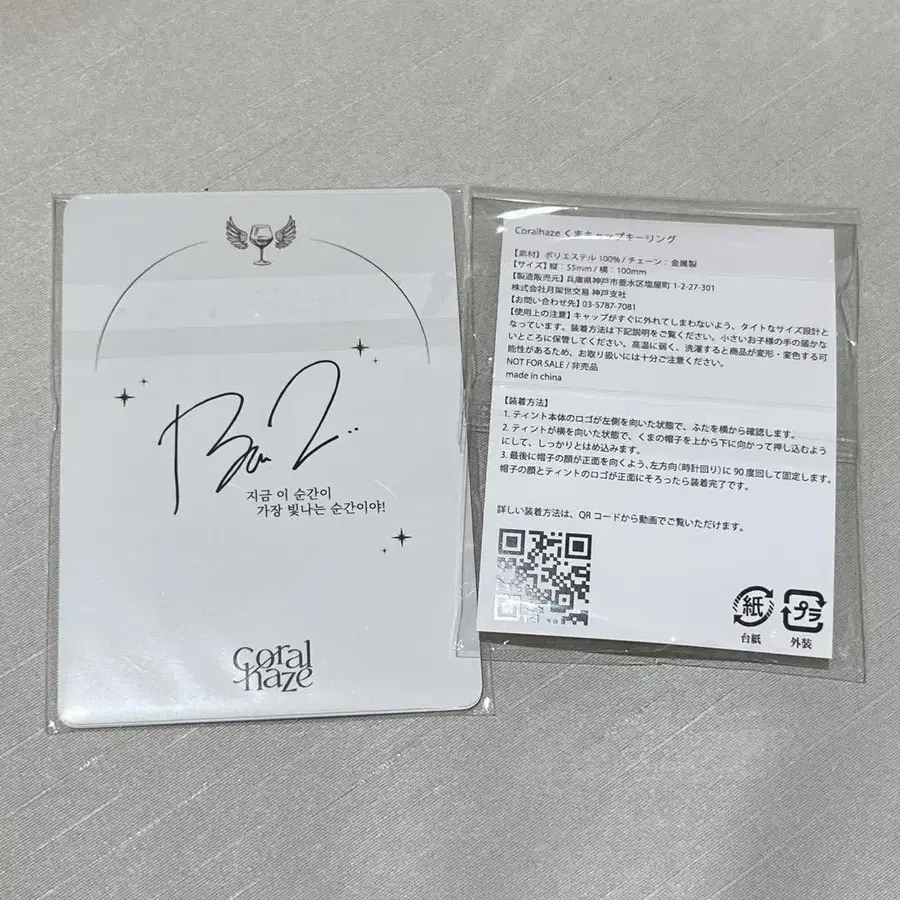 지금 이 순간이
가장 빛나는 순간이야!
Coral
haze
Coralhaze くまキャップキーリング
【素材】ポリエステル 100% / チェーン：金属製
【サイズ】縦：55mm / 横：100mm
【製造販売元】兵庫県神戸市垂水区塩屋町 1-2-27-301
株式会社月架世交易 神戸支社
【お問い合わせ先】03-5787-7081
【使用上の注意】キャップがすぐに外れてしまわないよう、タイトなサイズ設計と
なっています。装着方法は下記説明をご覧ください。小さいお子様の手の届かな
いところに保管してください。高温に弱く、洗濯すると商品が変形・変色する可
能性があるため、お取り扱いには十分ご注意ください。
NOT FOR SALE / 非売品
made in china
【装着方法】
1. ティント本体のロゴが左側を向いた状態で、ふたを横から確認します。
2. ティントが横を向いた状態で、くまの帽子を上から下に向かって押し込むよう
にして、しっかりとはめ込みます。
3. 最後に帽子の顔が正面を向くよう、左方向（時計回り）に 90 度回して固定します。
帽子の顔とティントのロゴが正面にそろったら装着完了です。
詳しい装着方法は、QR コードから動画でご覧いただけます。
紙
台紙
プラ
外装